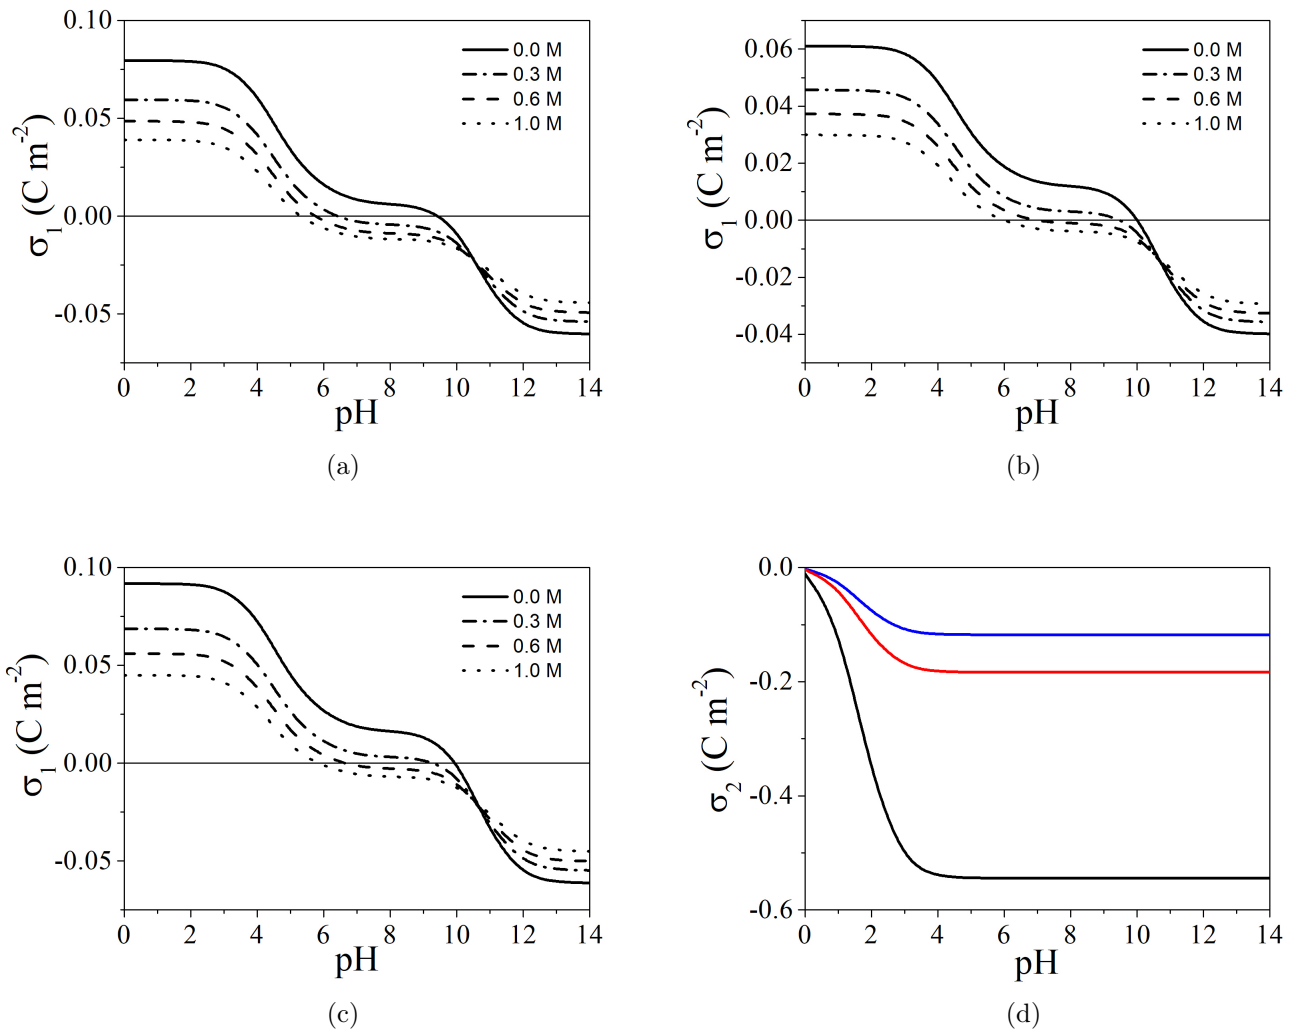 0.10
0.05
0.00
-0.05
σ1 (C m-2)
0.0 M
0.3 M
0.6 M
1.0 M
0 2 4 6 8 10 12 14
pH
(a)
0.06
0.04
0.02
0.00
-0.02
-0.04
σ1 (C m-2)
0.0 M
0.3 M
0.6 M
1.0 M
0 2 4 6 8 10 12 14
pH
(b)
0.10
0.05
0.00
-0.05
σ1 (C m-2)
0.0 M
0.3 M
0.6 M
1.0 M
0 2 4 6 8 10 12 14
pH
(c)
0.0
-0.2
-0.4
-0.6
σ2 (C m-2)
0 2 4 6 8 10 12 14
pH
(d)